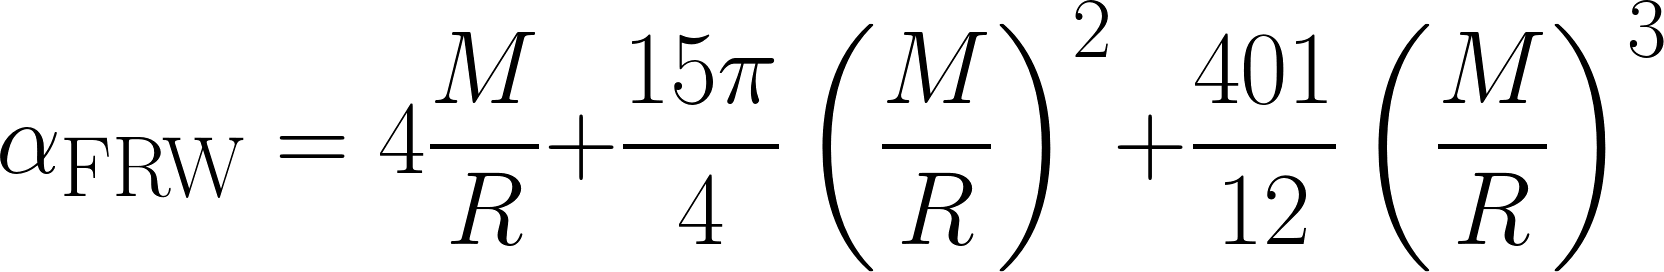 α_FRW = 4 M/R + 15π/4 (M/R)^2 + 401/12 (M/R)^3